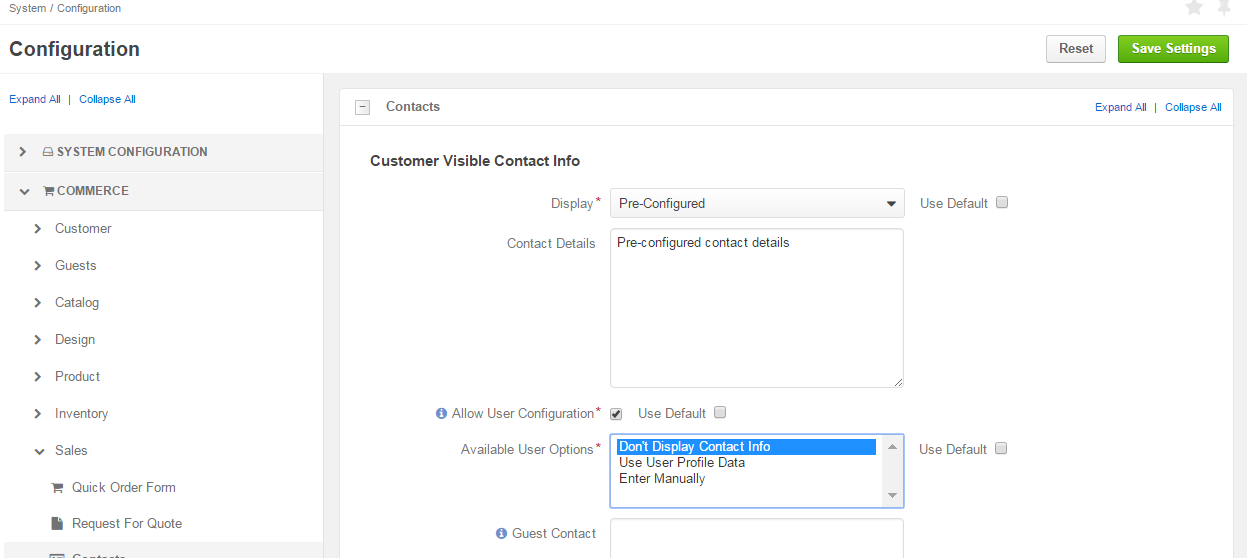 System / Configuration
Configuration
Reset
Save Settings
Expand All | Collapse All
SYSTEM CONFIGURATION
COMMERCE
Customer
Guests
Catalog
Design
Product
Inventory
Sales
Quick Order Form
Request For Quote
Contacts
Contacts
Expand All | Collapse All
Customer Visible Contact Info
Display* Pre-Configured Use Default
Contact Details Pre-configured contact details
Allow User Configuration* Use Default
Available User Options* Don't Display Contact Info Use Default
Use User Profile Data
Enter Manually
Guest Contact